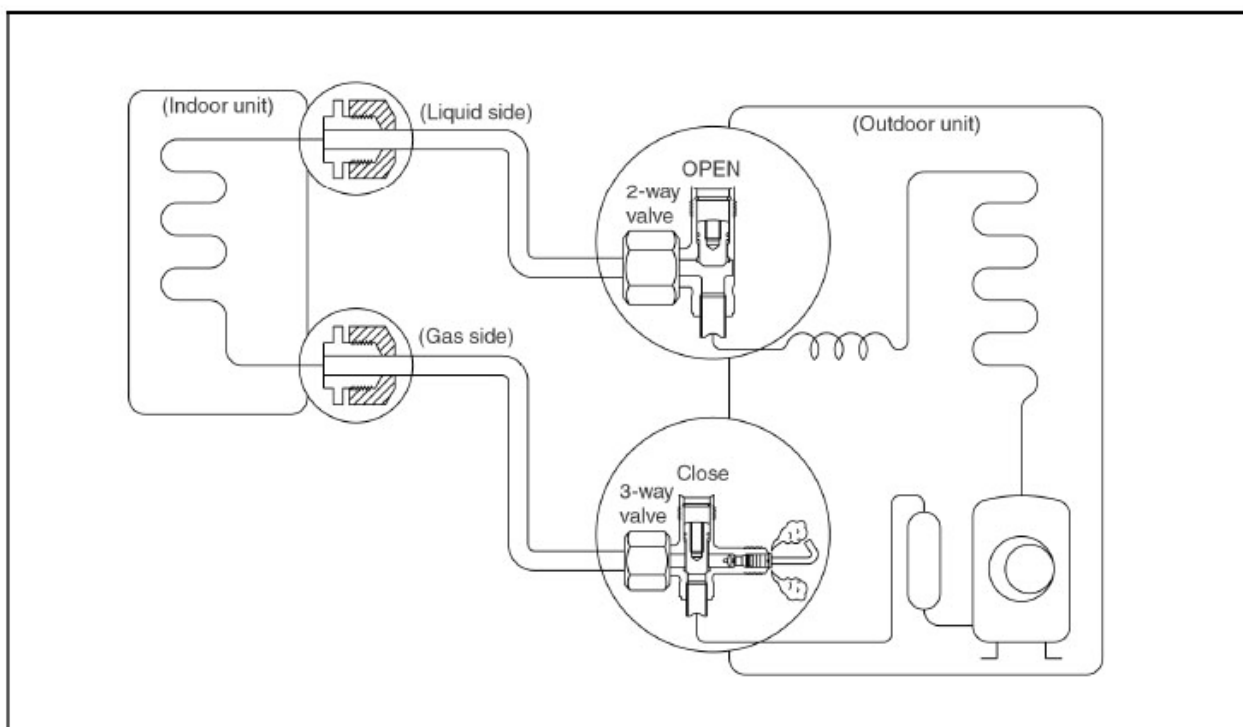 (Indoor unit)
(Liquid side)
(Outdoor unit)
OPEN
2-way
valve
(Gas side)
Close
3-way
valve